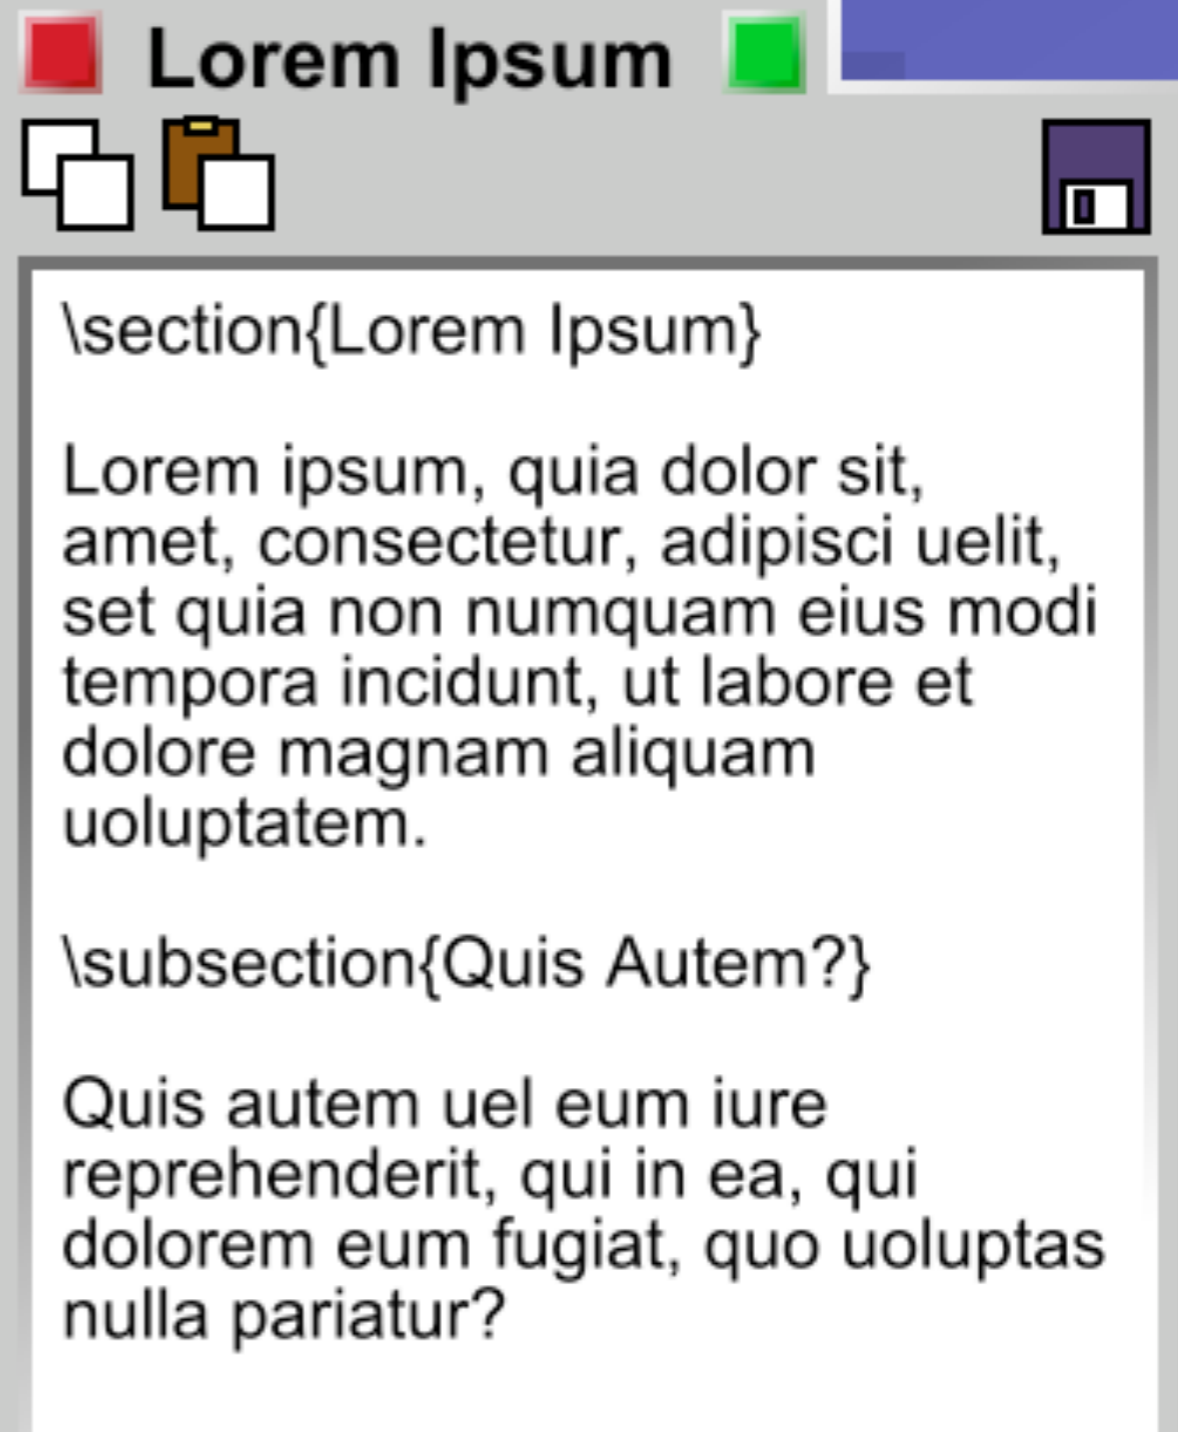 Lorem Ipsum
\section{Lorem Ipsum}
Lorem ipsum, quia dolor sit,
amet, consectetur, adipisci uelit,
set quia non numquam eius modi
tempora incidunt, ut labore et
dolore magnam aliquam
uoluptatem.
\subsection{Quis Autem?}
Quis autem uel eum iure
reprehenderit, qui in ea, qui
dolorem eum fugiat, quo uoluptas
nulla pariatur?